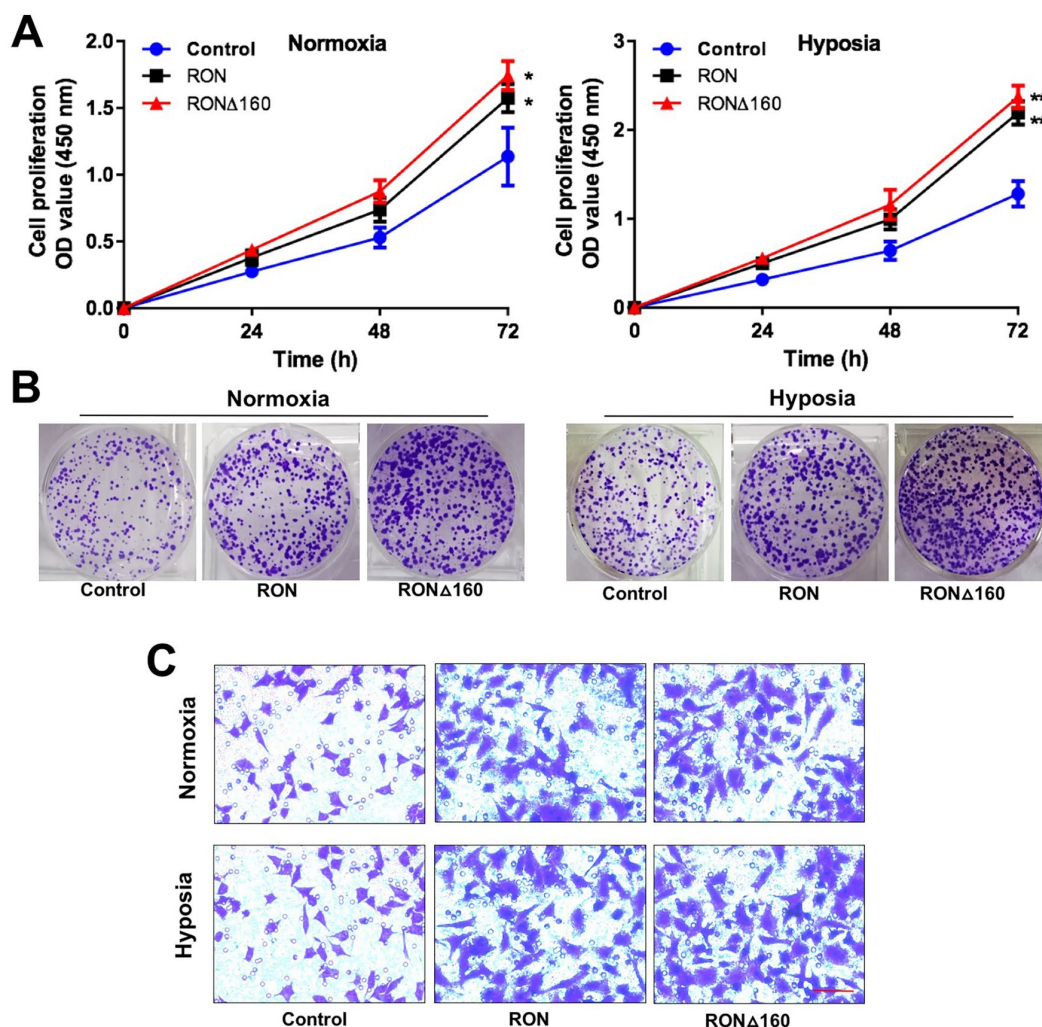 A
Normoxia
Control
RON
RONΔ160
Cell proliferation
OD value (450 nm)
2.0
1.5
1.0
0.5
0.0
*
*
0
24
48
72
Time (h)
Hyposia
Control
RON
RONΔ160
Cell proliferation
OD value (450 nm)
3
2
1
0
**
**
0
24
48
72
Time (h)
B
Normoxia
Control
RON
RONΔ160
Hyposia
Control
RON
RONΔ160
C
Normoxia
Hyposia
Control
RON
RONΔ160